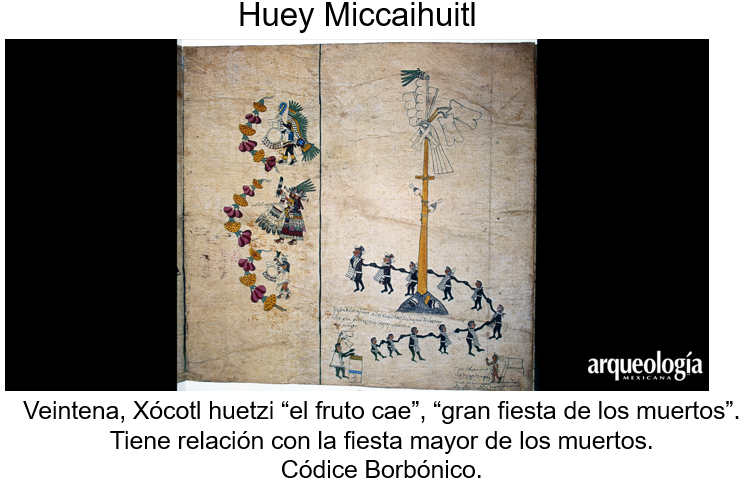 Huey Miccaihuitl
arqueología
MEXICANA
Veintena, Xócotl huetzi “el fruto cae”, “gran fiesta de los muertos”.
Tiene relación con la fiesta mayor de los muertos.
Códice Borbónico.